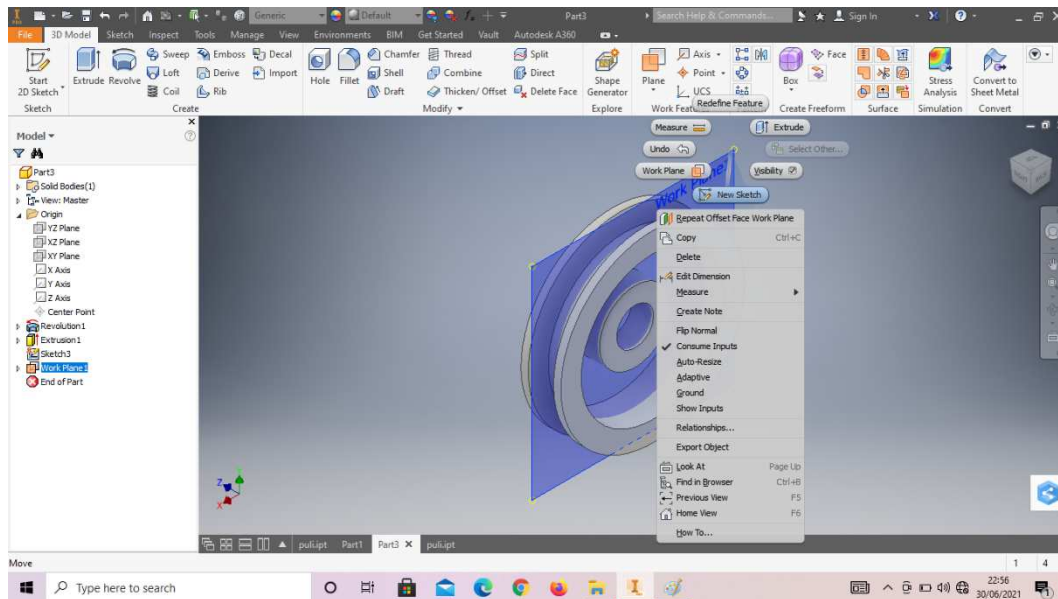 PRO
Generic
Default
Part3
Search Help & Commands...
Sign In
File 3D Model Sketch Inspect Tools Manage View Environments BIM Get Started Vault Autodesk A360
Start 2D Sketch
Extrude Revolve
Sweep
Loft
Coil
Emboss
Derive
Rib
Decal
Import
Hole Fillet
Chamfer
Shell
Draft
Thread
Combine
Thicken/ Offset
Split
Direct
Delete Face
Shape Generator
Plane
Axis
Point
UCS
Box
Face
Stress Analysis
Convert to Sheet Metal
Sketch Create Modify Explore Create Freeform Surface Simulation Convert
Redefine Feature
Model
Part3
Solid Bodies(1)
View: Master
Origin
YZ Plane
XZ Plane
XY Plane
X Axis
Y Axis
Z Axis
Center Point
Revolution1
Extrusion1
Sketch3
Work Plane1
End of Part
Measure
Extrude
Undo
Select Other...
Work Plane
Visibility
New Sketch
Work Plane1
Repeat Offset Face Work Plane
Copy Ctrl+C
Delete
Edit Dimension
Measure
Create Note
Flip Normal
Consume Inputs
Auto-Resize
Adaptive
Ground
Show Inputs
Relationships...
Export Object
Look At Page Up
Find in Browser Ctrl+B
Previous View F5
Home View F6
How To...
Z
Y
X
puli.ipt Part1 Part3 puli.ipt
Move 1 4
Type here to search
22:56
30/06/2021